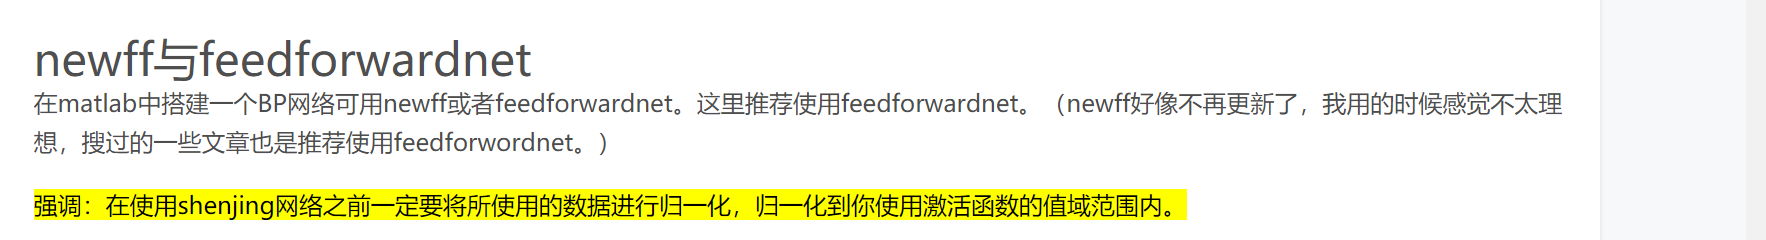 newff与feedforwardnet
在matlab中搭建一个BP网络可用newff或者feedforwardnet。这里推荐使用feedforwardnet。（newff好像不再更新了，我用的时候感觉不太理
想，搜过的一些文章也是推荐使用feedforwordnet。）
强调：在使用shenjing网络之前一定要将所使用的数据进行归一化，归一化到你使用激活函数的值域范围内。